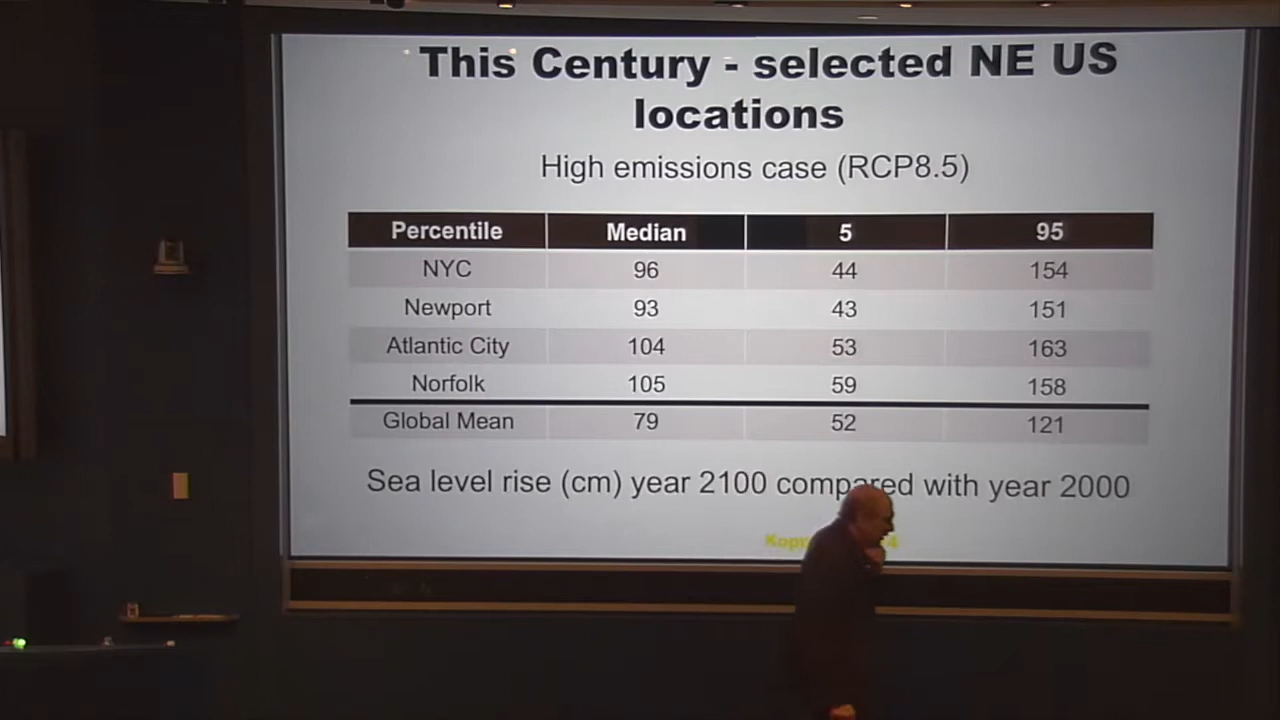 This Century - selected NE US
locations
High emissions case (RCP8.5)
Percentile Median 5 95
NYC 96 44 154
Newport 93 43 151
Atlantic City 104 53 163
Norfolk 105 59 158
Global Mean 79 52 121
Sea level rise (cm) year 2100 compared with year 2000